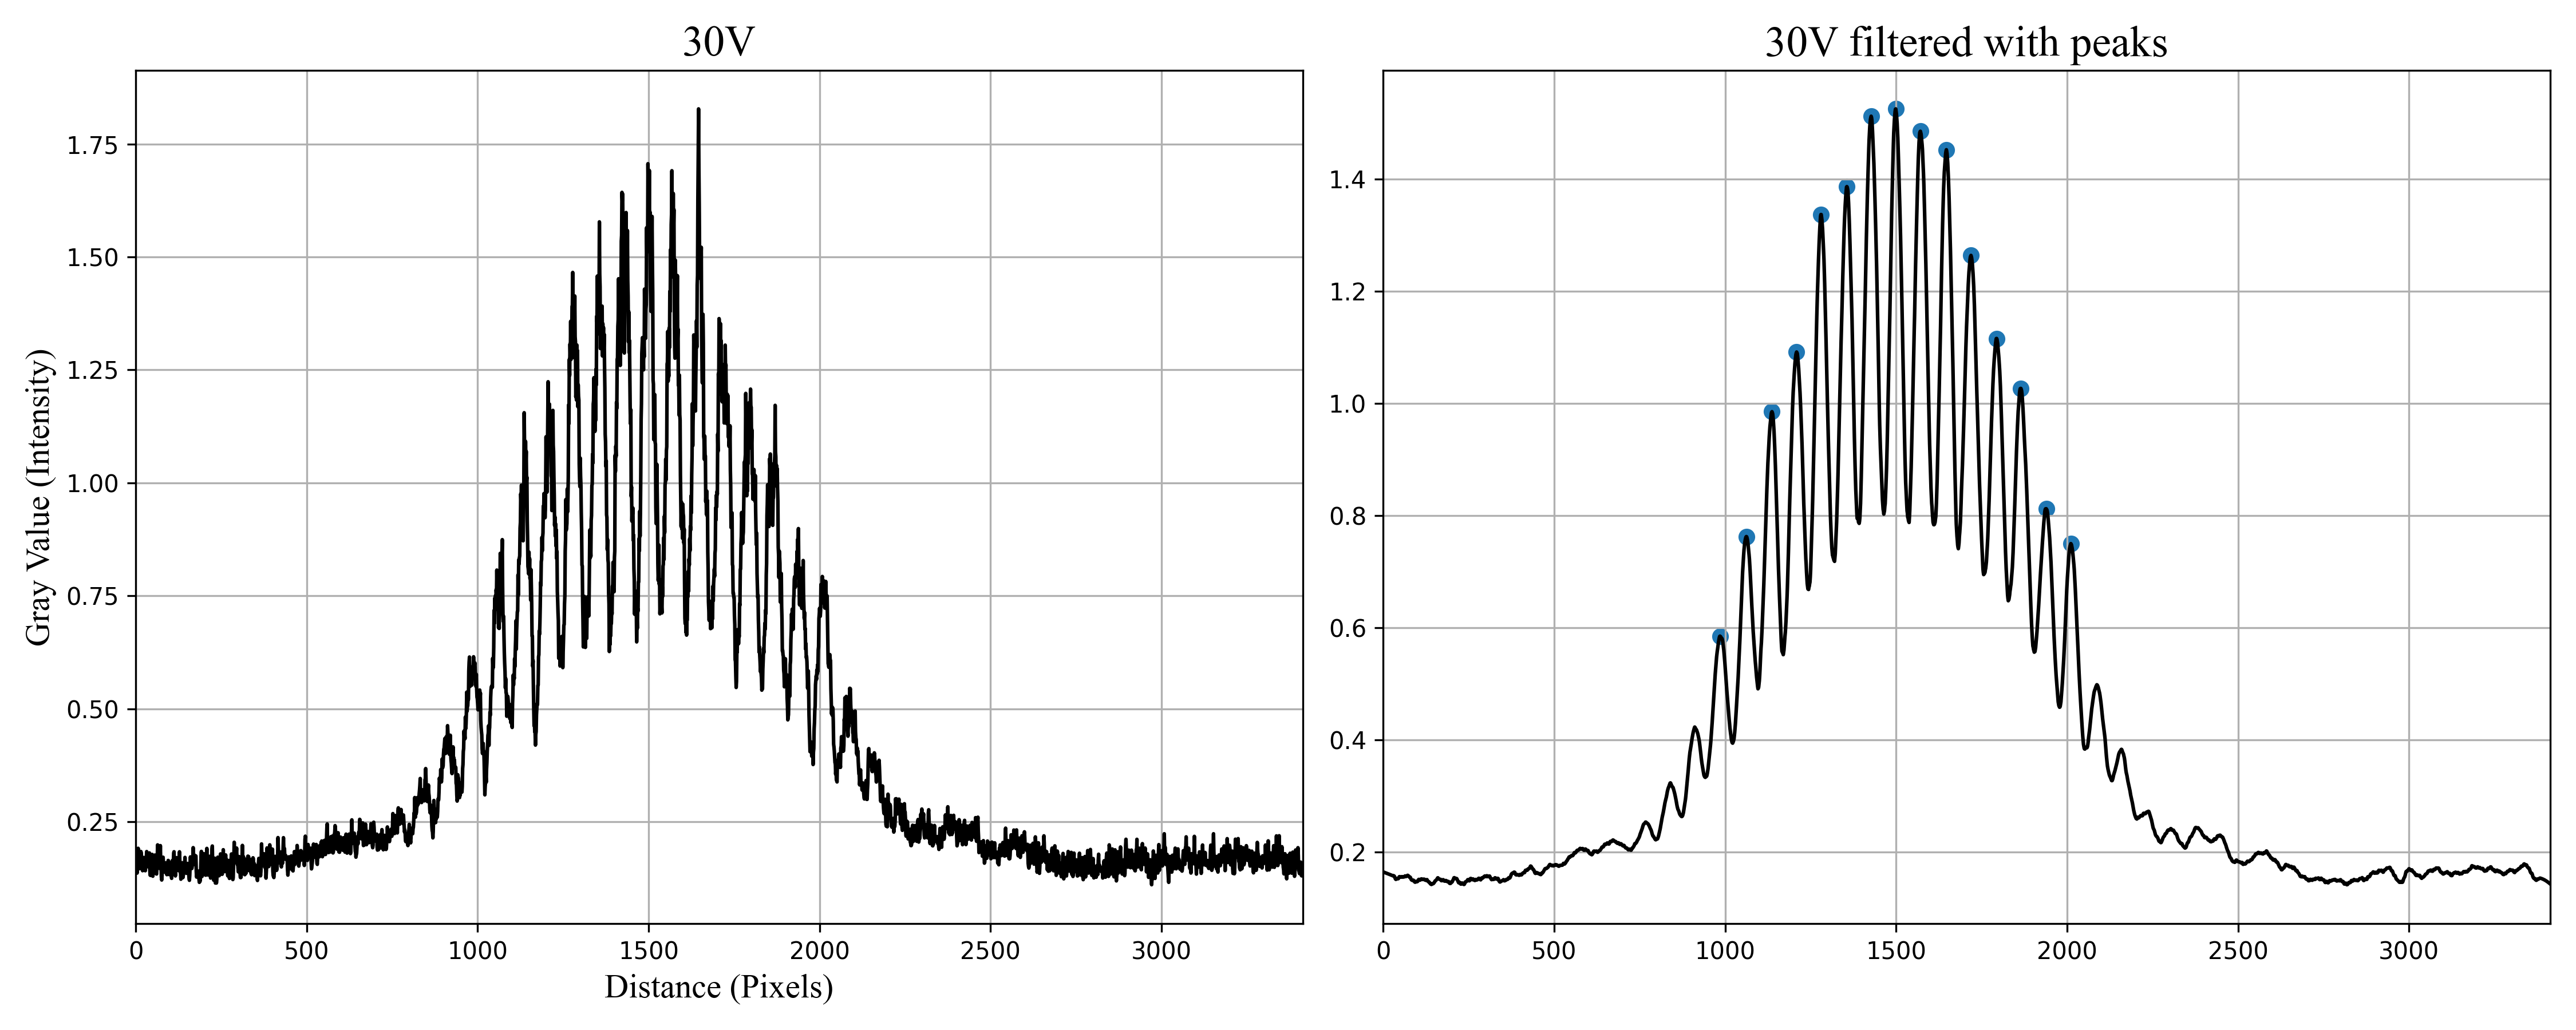 30V
1.75
1.50
1.25
1.00
0.75
0.50
0.25
Gray Value (Intensity)
0 500 1000 1500 2000 2500 3000
Distance (Pixels)
30V filtered with peaks
1.4
1.2
1.0
0.8
0.6
0.4
0.2
0 500 1000 1500 2000 2500 3000